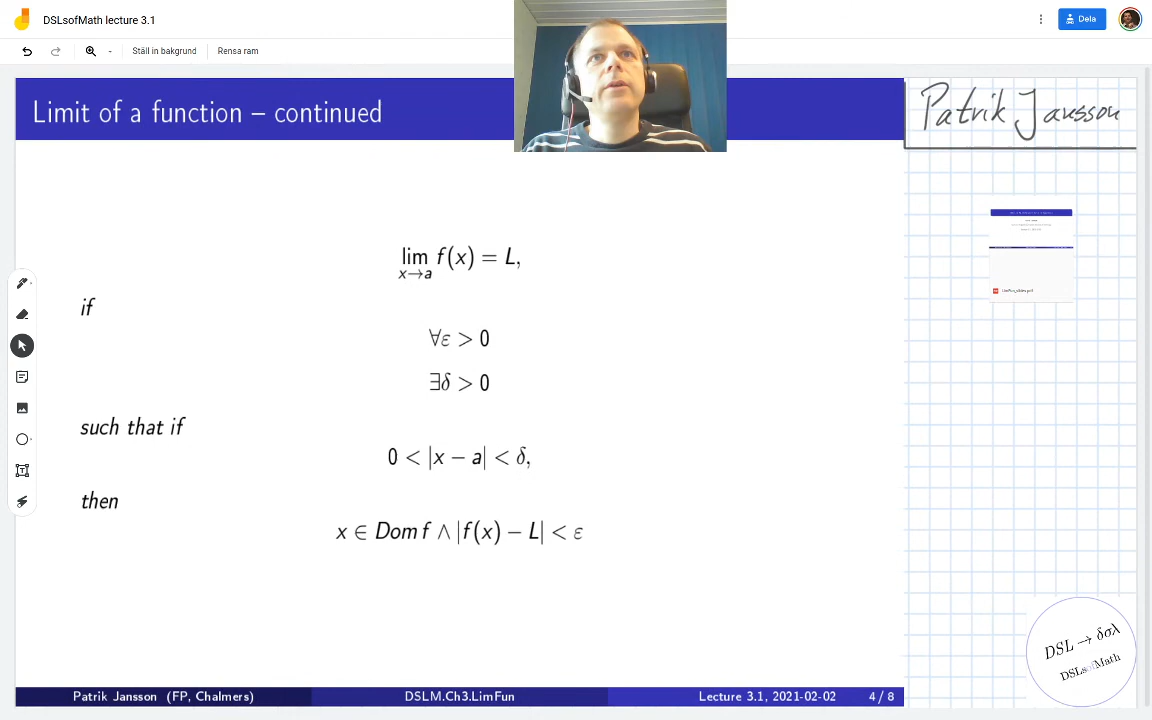 DSLsofMath lecture 3.1
Dela
Ställ in bakgrund
Rensa ram
Limit of a function – continued
Patrik Jansson
lim f(x) = L,
x→a
if
∀ε > 0
∃δ > 0
such that if
0 < |x − a| < δ,
then
x ∈ Dom f ∧ |f(x) − L| < ε
DSL → δσλ
DSLsofMath
Patrik Jansson (FP, Chalmers)
DSLM.Ch3.LimFun
Lecture 3.1, 2021-02-02
4 / 8